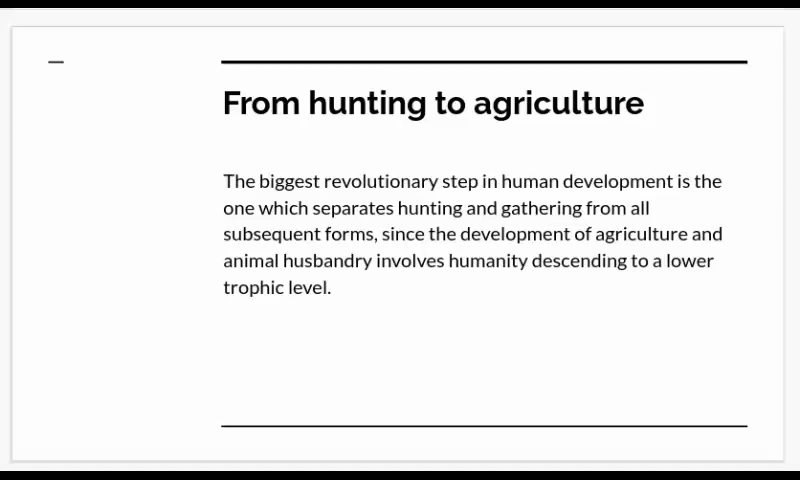 From hunting to agriculture
The biggest revolutionary step in human development is the
one which separates hunting and gathering from all
subsequent forms, since the development of agriculture and
animal husbandry involves humanity descending to a lower
trophic level.